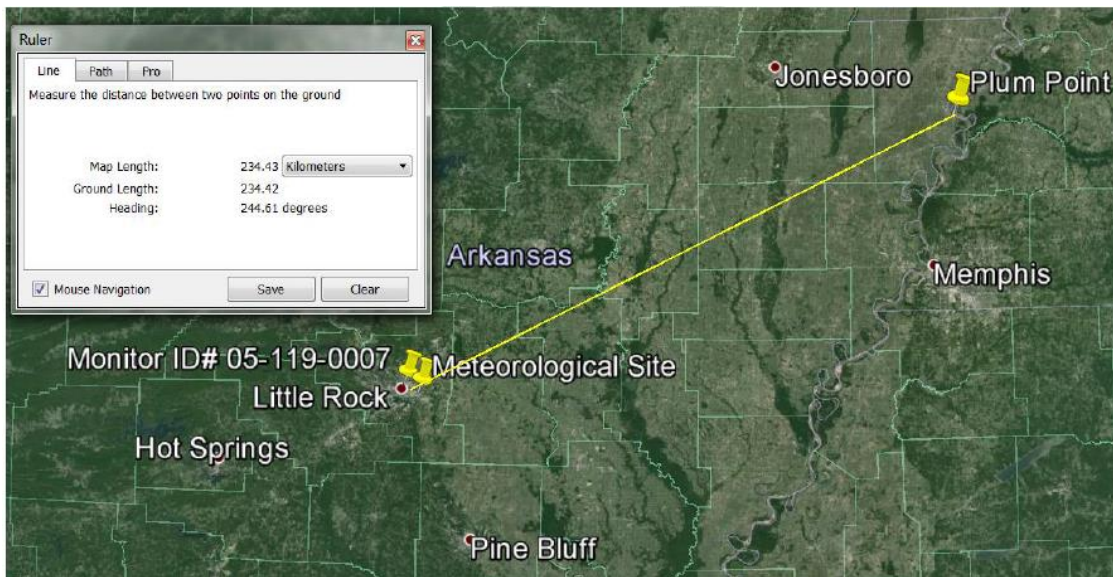 Ruler
Line Path Pro
Measure the distance between two points on the ground
Map Length: 234.43 Kilometers
Ground Length: 234.42
Heading: 244.61 degrees
Mouse Navigation Save Clear
Jonesboro
Plum Point
Arkansas
Memphis
Monitor ID# 05-119-0007
Meteorological Site
Little Rock
Hot Springs
Pine Bluff